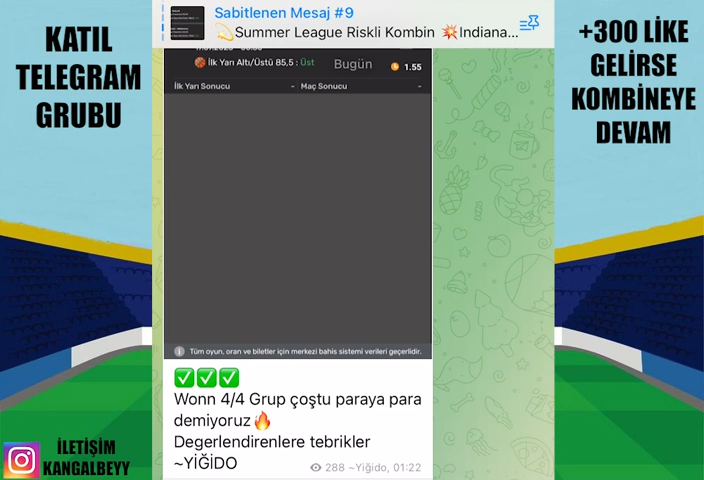 KATIL
TELEGRAM
GRUBU
Sabitlenen Mesaj #9
💫Summer League Riskli Kombin 💥Indiana...
İlk Yarı Altı/Üstü 85,5 : Üst
Bugün
1.55
İlk Yarı Sonucu -
Maç Sonucu -
Tüm oyun, oran ve biletler için merkezi bahis sistemi verileri geçerlidir.
✅✅✅
Wonn 4/4 Grup çoştu paraya para
demiyoruz🔥
Degerlendirenlere tebrikler
~YİĞİDO
288 ~Yiğido, 01:22
+300 LİKE
GELİRSE
KOMBİNEYE
DEVAM
İLETİŞİM
KANGALBEYY